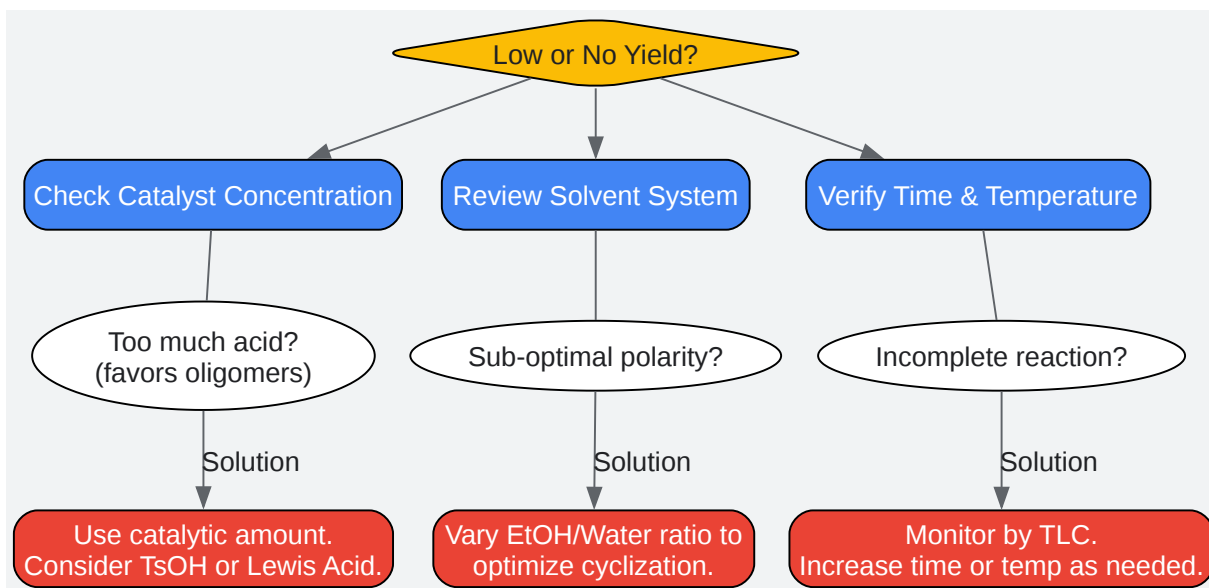 Low or No Yield?
Check Catalyst Concentration
Review Solvent System
Verify Time & Temperature
Too much acid?
(favors oligomers)
Sub-optimal polarity?
Incomplete reaction?
Solution
Solution
Solution
Use catalytic amount.
Consider TsOH or Lewis Acid.
Vary EtOH/Water ratio to
optimize cyclization.
Monitor by TLC.
Increase time or temp as needed.